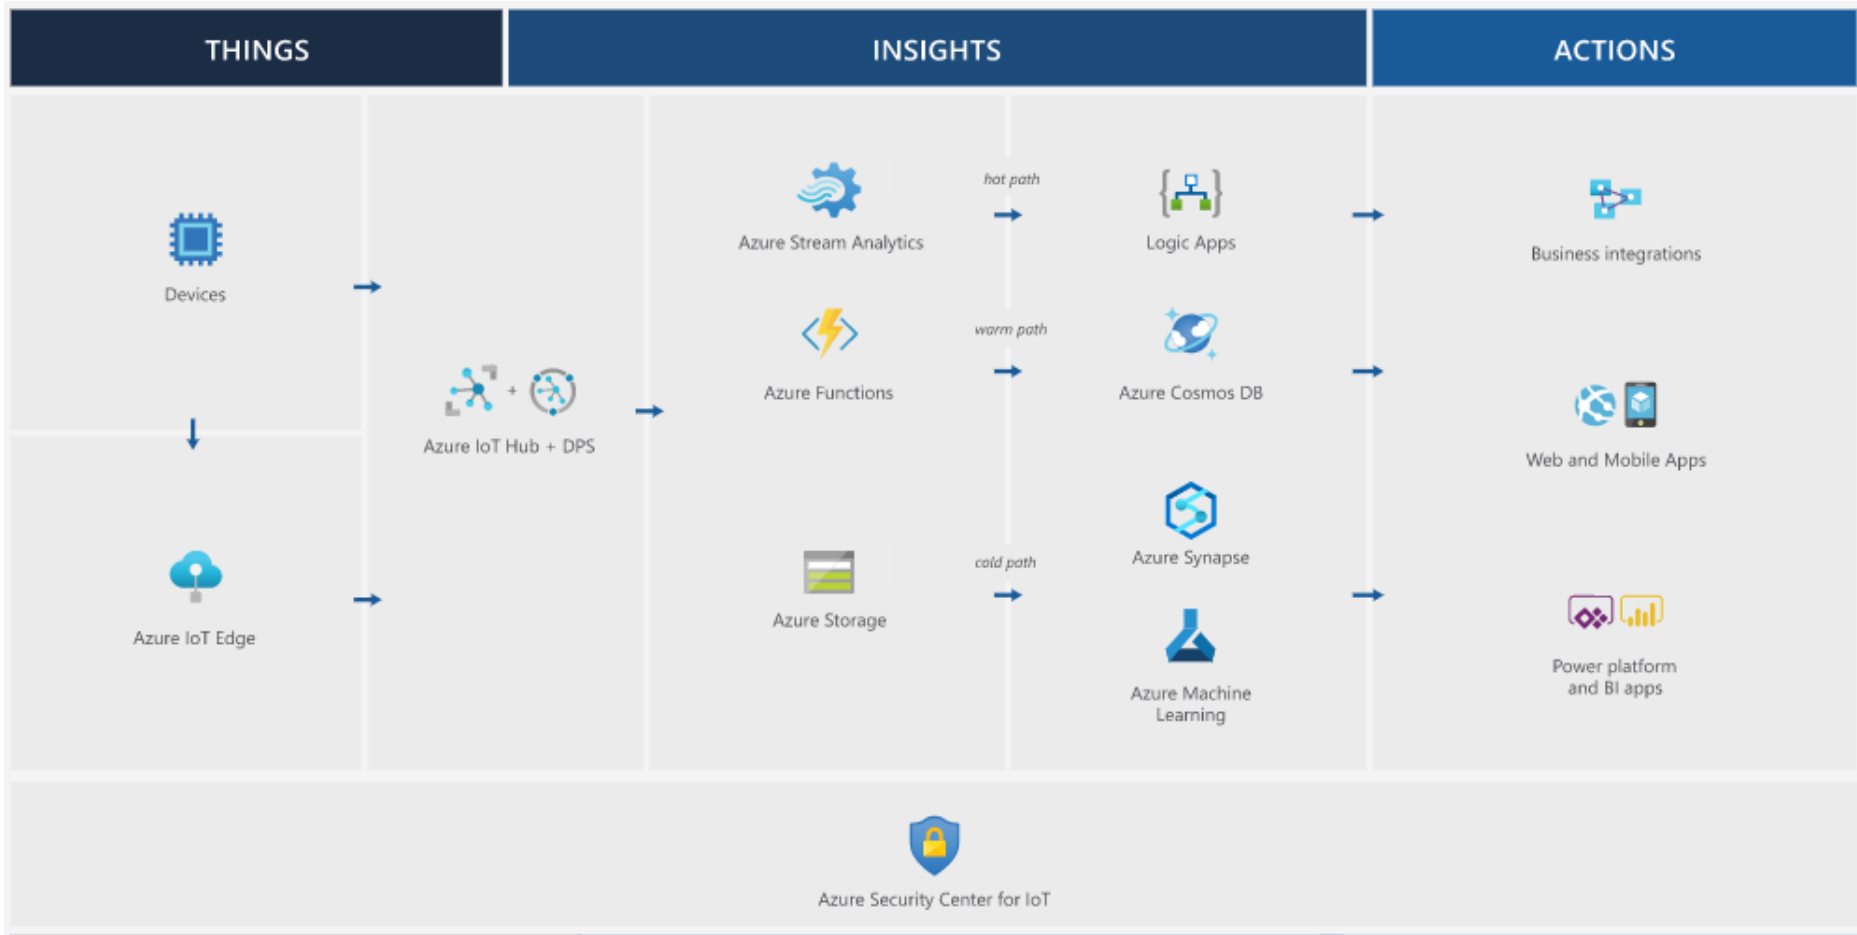 THINGS
INSIGHTS
ACTIONS
Devices
Azure IoT Edge
+
Azure IoT Hub + DPS
Azure Stream Analytics
hot path
Logic Apps
Azure Functions
warm path
Azure Cosmos DB
Azure Storage
cold path
Azure Synapse
Azure Machine
Learning
Business integrations
Web and Mobile Apps
Power platform
and BI apps
Azure Security Center for IoT